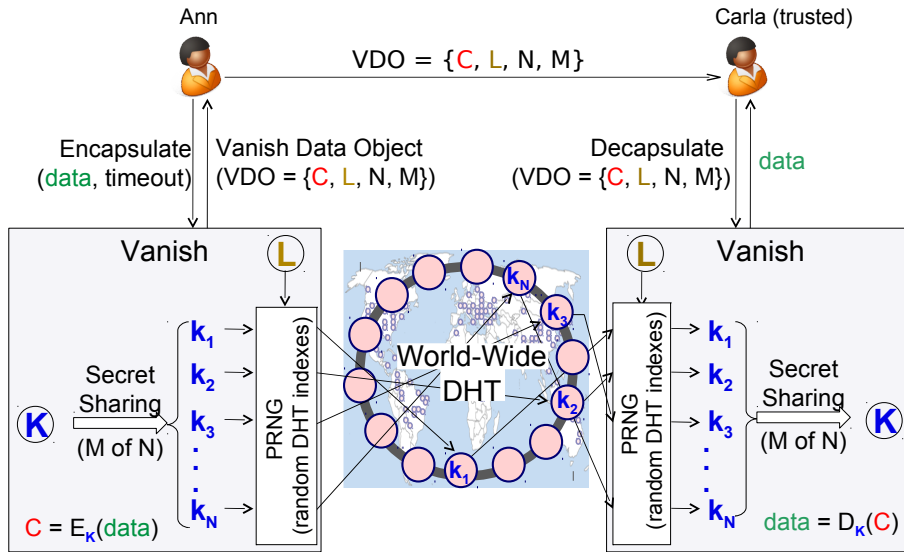 Ann
Carla (trusted)
VDO = {C, L, N, M}
Encapsulate
(data, timeout)
Vanish Data Object
(VDO = {C, L, N, M})
Decapsulate
(VDO = {C, L, N, M})
data
Vanish
L
K
Secret
Sharing
(M of N)
k1
k2
k3
.
.
.
kN
PRNG
(random DHT indexes)
C = EK(data)
World-Wide
DHT
kN
k3
k2
k1
Vanish
L
PRNG
(random DHT indexes)
k1
k2
k3
.
.
.
kN
Secret
Sharing
(M of N)
K
data = DK(C)